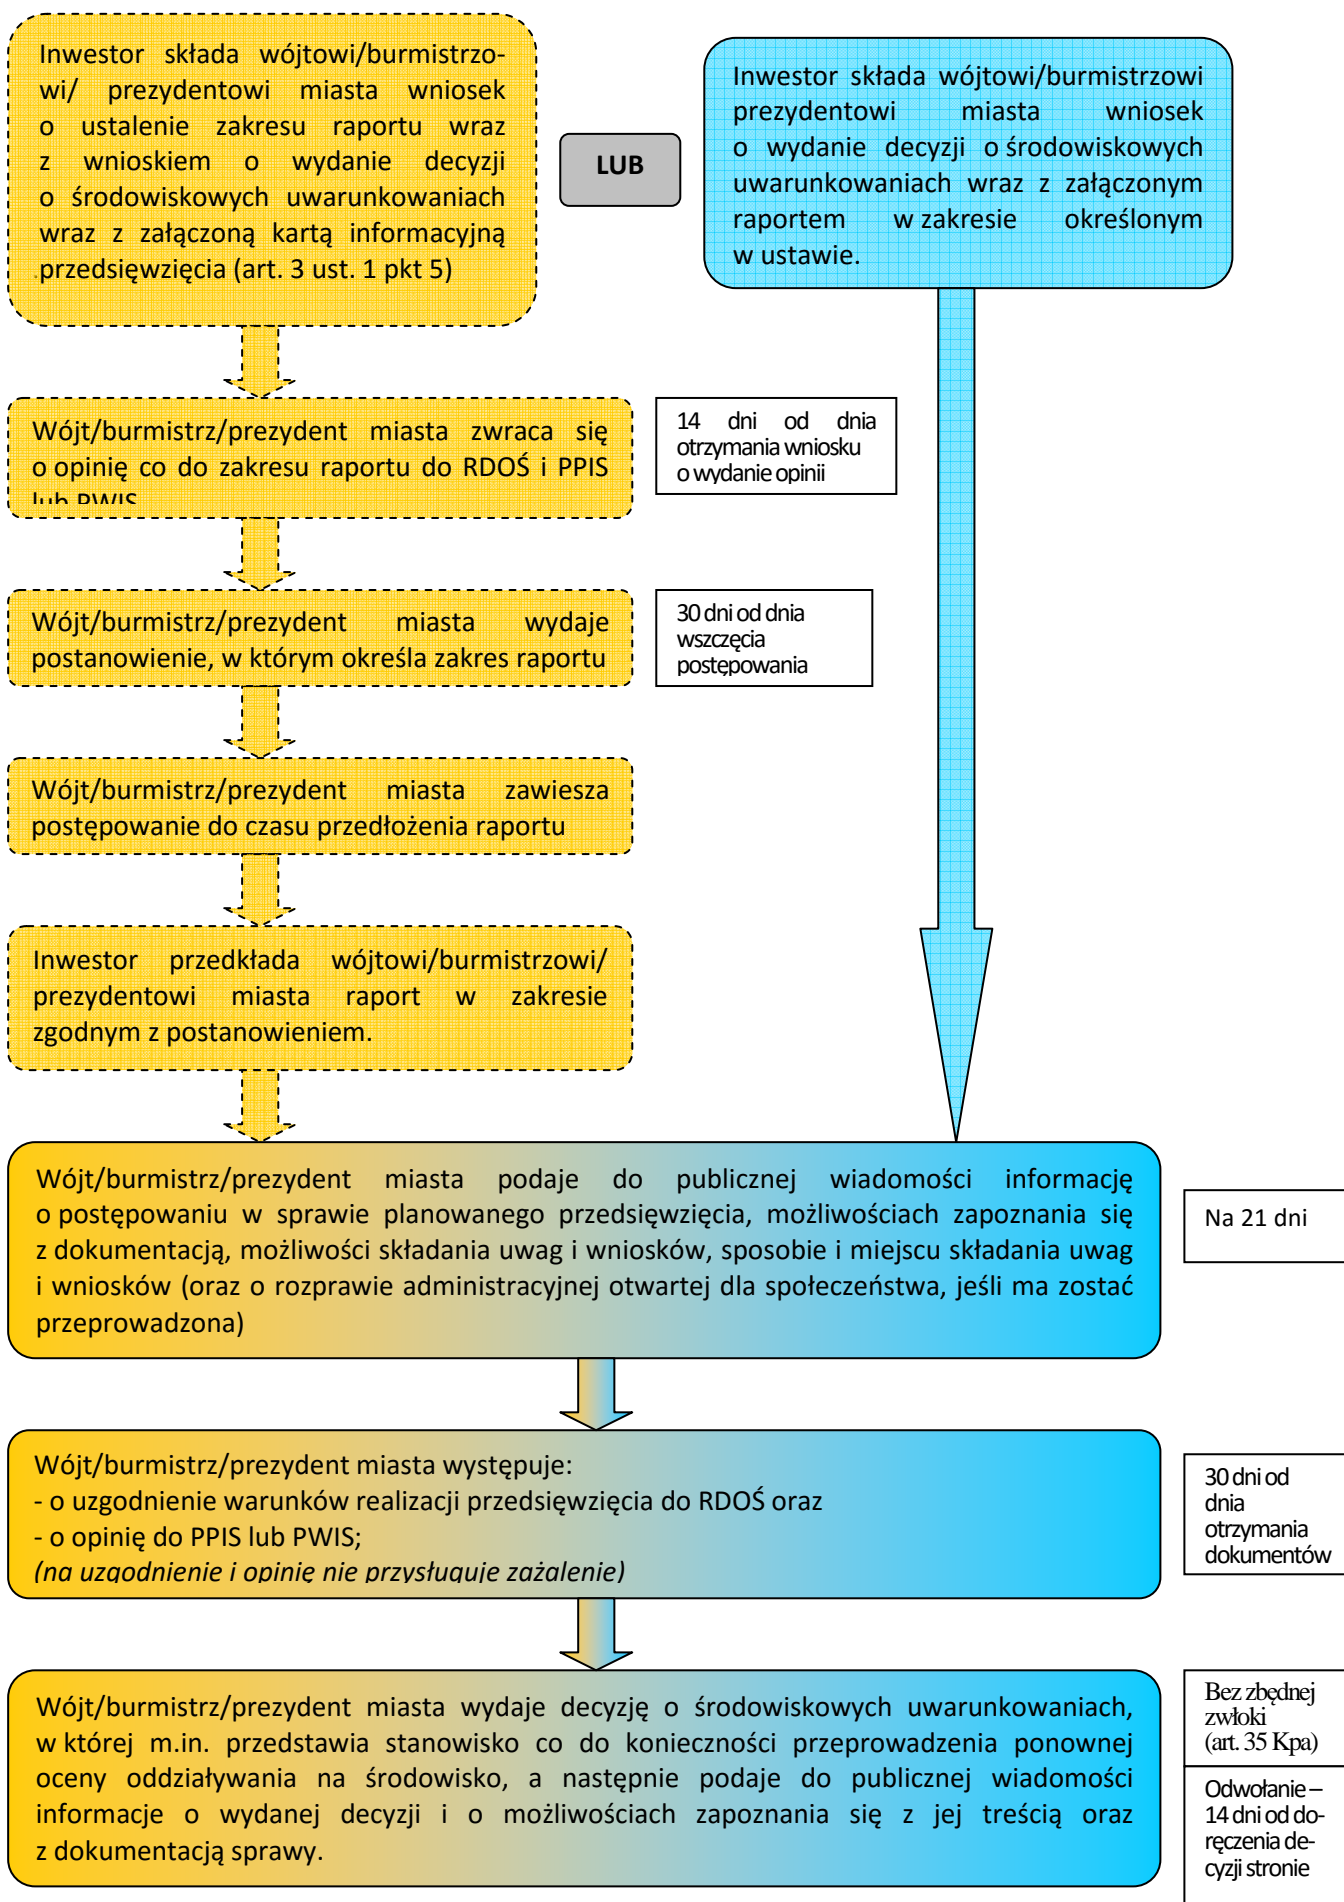 Inwestor składa wójtowi/burmistrzo-
wi/ prezydentowi miasta wniosek
o ustalenie zakresu raportu wraz
z wnioskiem o wydanie decyzji
o środowiskowych uwarunkowaniach
wraz z załączoną kartą informacyjną
przedsięwzięcia (art. 3 ust. 1 pkt 5)
LUB
Inwestor składa wójtowi/burmistrzowi
prezydentowi miasta wniosek
o wydanie decyzji o środowiskowych
uwarunkowaniach wraz z załączonym
raportem w zakresie określonym
w ustawie.
Wójt/burmistrz/prezydent miasta zwraca się
o opinię co do zakresu raportu do RDOŚ i PPIS
lub PWIS
14 dni od dnia
otrzymania wniosku
o wydanie opinii
Wójt/burmistrz/prezydent miasta wydaje
postanowienie, w którym określa zakres raportu
30 dni od dnia
wszczęcia
postępowania
Wójt/burmistrz/prezydent miasta zawiesza
postępowanie do czasu przedłożenia raportu
Inwestor przedkłada wójtowi/burmistrzowi/
prezydentowi miasta raport w zakresie
zgodnym z postanowieniem.
Wójt/burmistrz/prezydent miasta podaje do publicznej wiadomości informację
o postępowaniu w sprawie planowanego przedsięwzięcia, możliwościach zapoznania się
z dokumentacją, możliwości składania uwag i wniosków, sposobie i miejscu składania uwag
i wniosków (oraz o rozprawie administracyjnej otwartej dla społeczeństwa, jeśli ma zostać
przeprowadzona)
Na 21 dni
Wójt/burmistrz/prezydent miasta występuje:
- o uzgodnienie warunków realizacji przedsięwzięcia do RDOŚ oraz
- o opinię do PPIS lub PWIS;
(na uzgodnienie i opinię nie przysługuje zażalenie)
30 dni od
dnia
otrzymania
dokumentów
Wójt/burmistrz/prezydent miasta wydaje decyzję o środowiskowych uwarunkowaniach,
w której m.in. przedstawia stanowisko co do konieczności przeprowadzenia ponownej
oceny oddziaływania na środowisko, a następnie podaje do publicznej wiadomości
informacje o wydanej decyzji i o możliwościach zapoznania się z jej treścią oraz
z dokumentacją sprawy.
Bez zbędnej
zwłoki
(art. 35 Kpa)
Odwołanie –
14 dni od do-
ręczenia de-
cyzji stronie